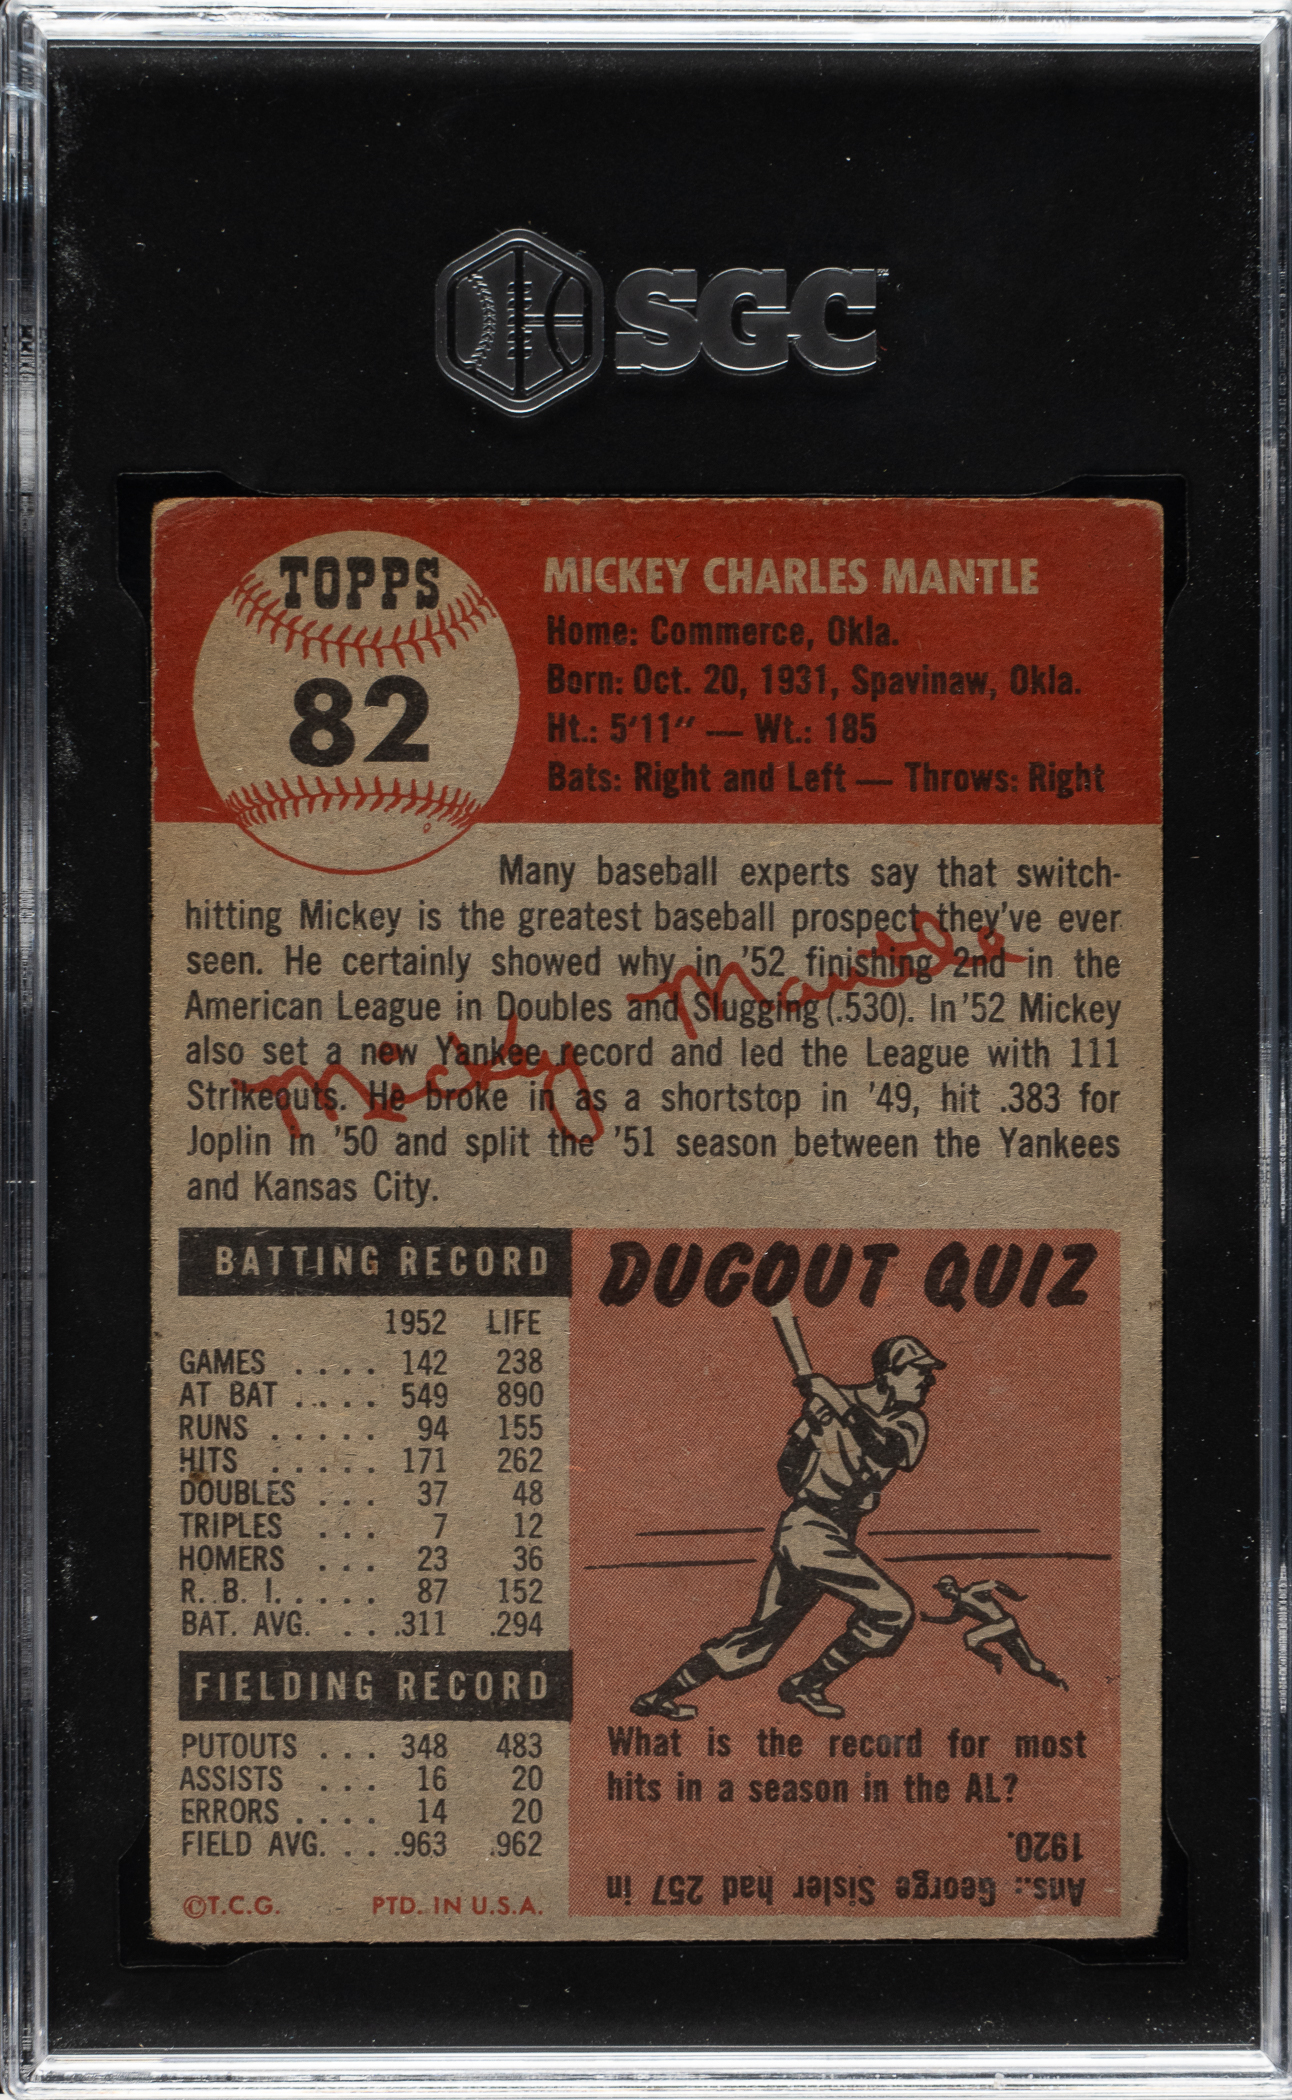 SGC
TOPPS
82
MICKEY CHARLES MANTLE
Home: Commerce, Okla.
Born: Oct. 20, 1931, Spavinaw, Okla.
Ht.: 5'11" — Wt.: 185
Bats: Right and Left — Throws: Right
Many baseball experts say that switch-
hitting Mickey is the greatest baseball prospect they've ever
seen. He certainly showed why in '52 finishing 2nd in the
American League in Doubles and Slugging (.530). In '52 Mickey
also set a new Yankee record and led the League with 111
Strikeouts. He broke in as a shortstop in '49, hit .383 for
Joplin in '50 and split the '51 season between the Yankees
and Kansas City.
Micky Mantle
BATTING RECORD
1952 LIFE
GAMES .... 142 238
AT BAT ..... 549 890
RUNS ..... 94 155
HITS ..... 171 262
DOUBLES ... 37 48
TRIPLES ... 7 12
HOMERS ... 23 36
R. B. I. .... 87 152
BAT. AVG. ... .311 .294
FIELDING RECORD
PUTOUTS ... 348 483
ASSISTS ... 16 20
ERRORS .... 14 20
FIELD AVG. .. .963 .962
©T.C.G. PTD. IN U.S.A.
DUGOUT QUIZ
What is the record for most
hits in a season in the AL?
Ans.: George Sisler had 257 in
1920.